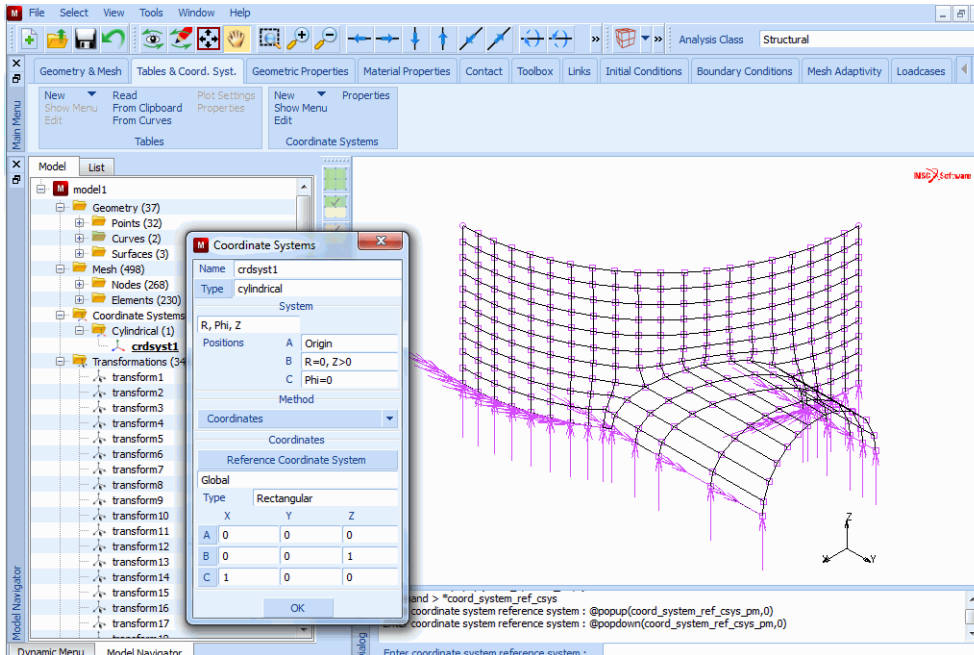 File Select View Tools Window Help
» » Analysis Class Structural
Geometry & Mesh Tables & Coord. Syst. Geometric Properties Material Properties Contact Toolbox Links Initial Conditions Boundary Conditions Mesh Adaptivity Loadcases
Main Menu
New Read Plot Settings
Show Menu From Clipboard Properties
Edit From Curves
Tables
New Properties
Show Menu
Edit
Coordinate Systems
Model List
Model Navigator
model1
Geometry (37)
Points (32)
Curves (2)
Surfaces (3)
Mesh (498)
Nodes (268)
Elements (230)
Coordinate Systems
Cylindrical (1)
crdsyst1
Transformations (34
transform1
transform2
transform3
transform4
transform5
transform6
transform7
transform8
transform9
transform10
transform11
transform12
transform13
transform14
transform15
transform16
transform17
Coordinate Systems
Name crdsyst1
Type cylindrical
System
R, Phi, Z
Positions A Origin
B R=0, Z>0
C Phi=0
Method
Coordinates
Coordinates
Reference Coordinate System
Global
Type Rectangular
X Y Z
A 0 0 0
B 0 0 1
C 1 0 0
OK
MSC Software
Z
X Y
and > *coord_system_ref_csys
coordinate system reference system : @popup(coord_system_ref_csys_pm,0)
coordinate system reference system : @popdown(coord_system_ref_csys_pm,0)
Dialog
Enter coordinate system reference system :
Dynamic Menu Model Navigator